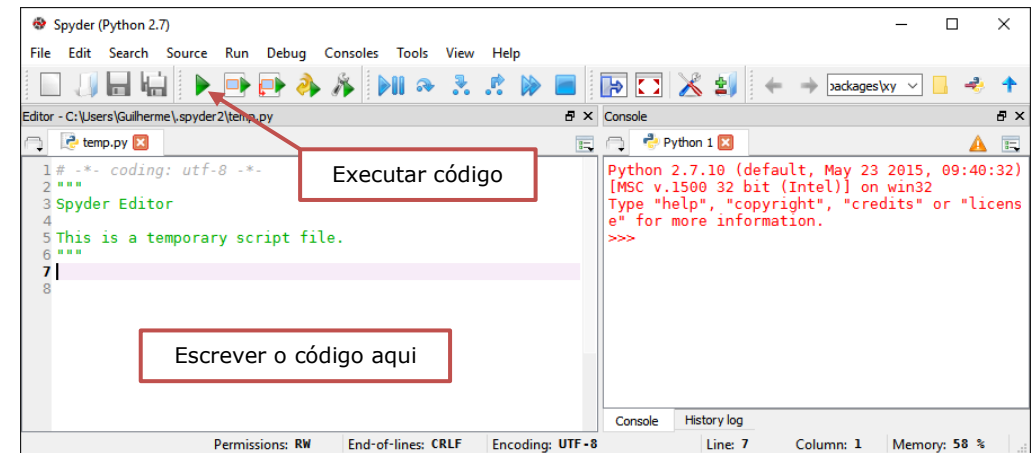 Spyder (Python 2.7)
File Edit Search Source Run Debug Consoles Tools View Help
ackages\xy
Editor - C:\Users\Guilherme\.spyder2\temp.py
Console
temp.py
Python 1
Executar código
1 # -*- coding: utf-8 -*-
2 """
3 Spyder Editor
4
5 This is a temporary script file.
6 """
7
8
Escrever o código aqui
Python 2.7.10 (default, May 23 2015, 09:40:32)
[MSC v.1500 32 bit (Intel)] on win32
Type "help", "copyright", "credits" or "licens
e" for more information.
>>>
Console History log
Permissions: RW End-of-lines: CRLF Encoding: UTF-8 Line: 7 Column: 1 Memory: 58 %